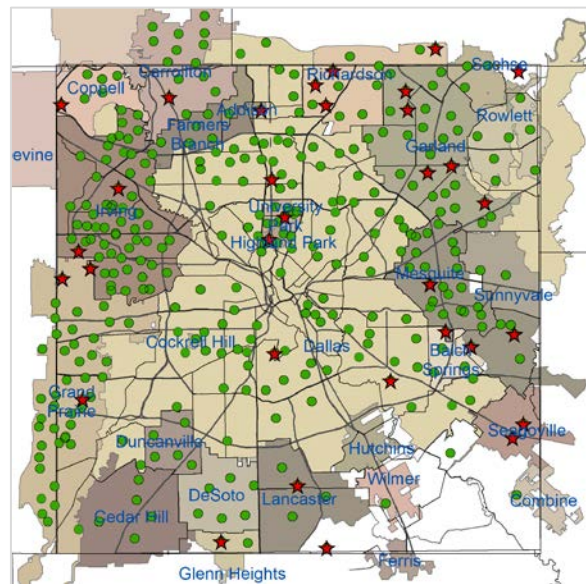 Carrollton
Richardson
Sachse
Coppell
Addison
Rowlett
Farmers
Branch
Garland
evine
Irving
University
Park
Highland Park
Mesquite
Sunnyvale
Cockrell Hill
Dallas
Balch
Springs
Grand
Prairie
Seagoville
Duncanville
Hutchins
DeSoto
Lancaster
Wilmer
Combine
Cedar Hill
Ferris
Glenn Heights